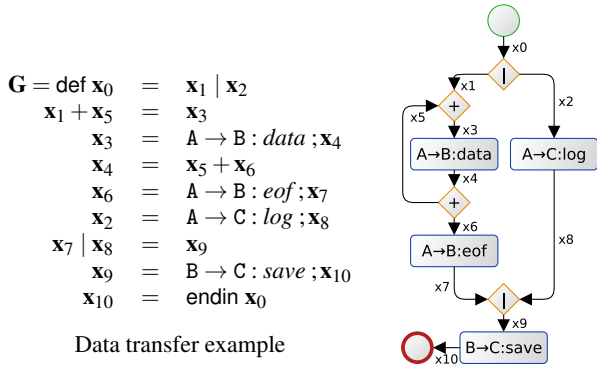 G = def x0 = x1 | x2
x1 + x5 = x3
x3 = A → B : data ; x4
x4 = x5 + x6
x6 = A → B : eof ; x7
x2 = A → C : log ; x8
x7 | x8 = x9
x9 = B → C : save ; x10
x10 = endin x0
Data transfer example
x0
|
x1
x2
+
x5
x3
A→B:data
A→C:log
x4
+
x6
A→B:eof
x8
x7
|
x9
B→C:save
x10